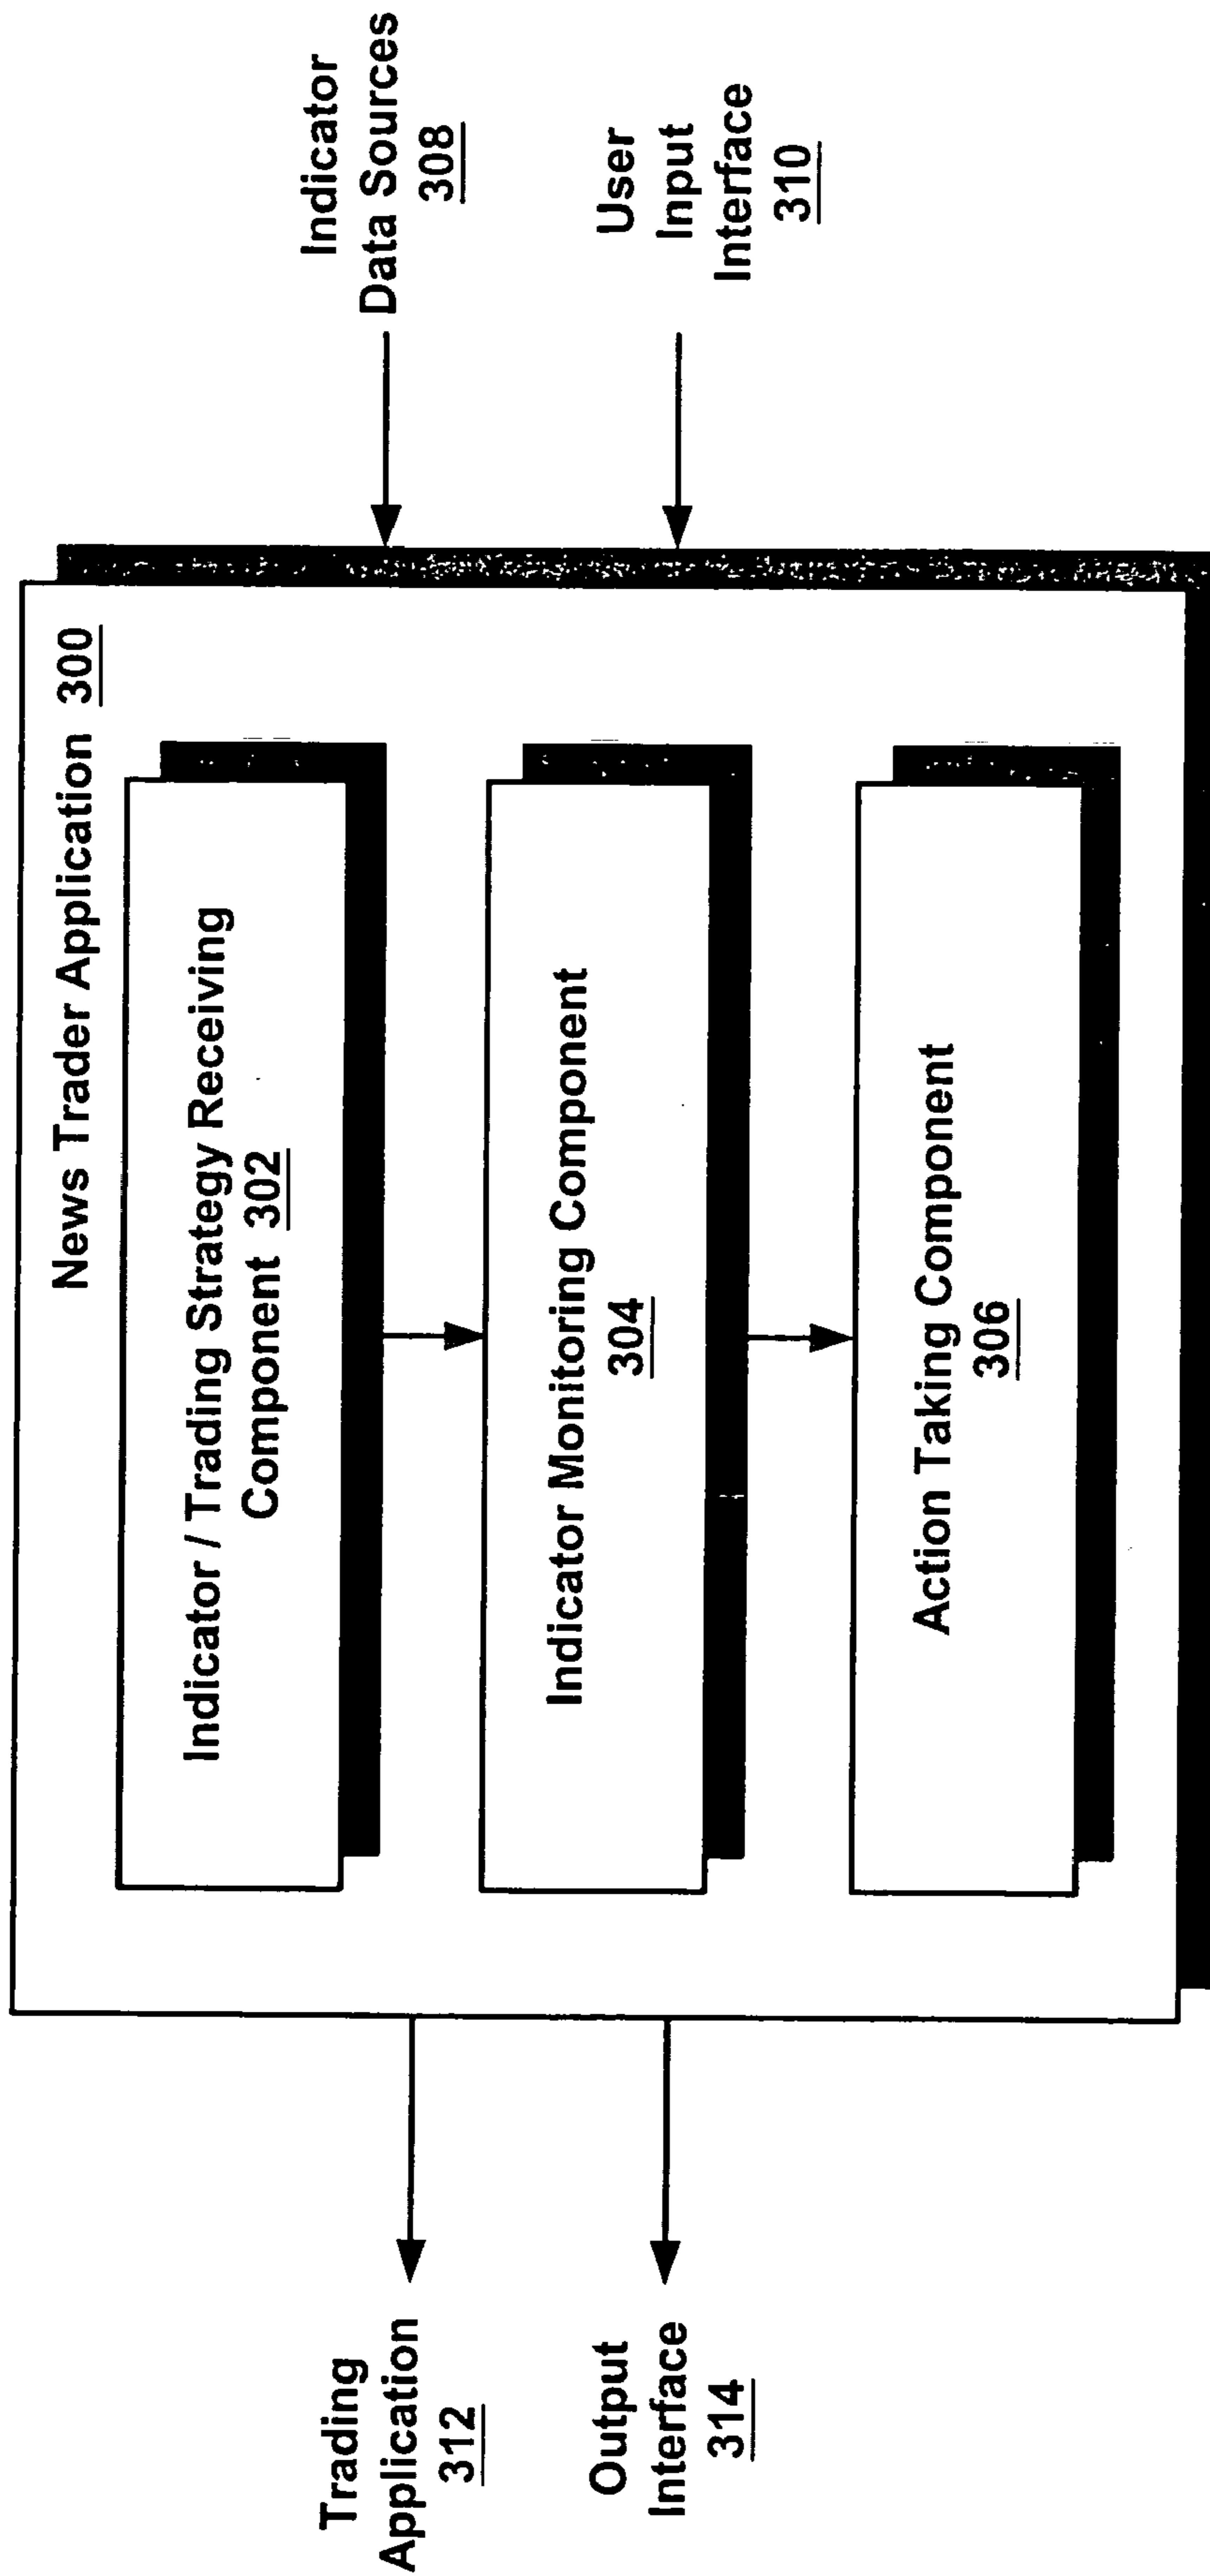 News Trader Application 300
Indicator / Trading Strategy Receiving
Component 302
Indicator Monitoring Component
304
Action Taking Component
306
Trading
Application
312
Output
Interface
314
Indicator
Data Sources
308
User
Input
Interface
310